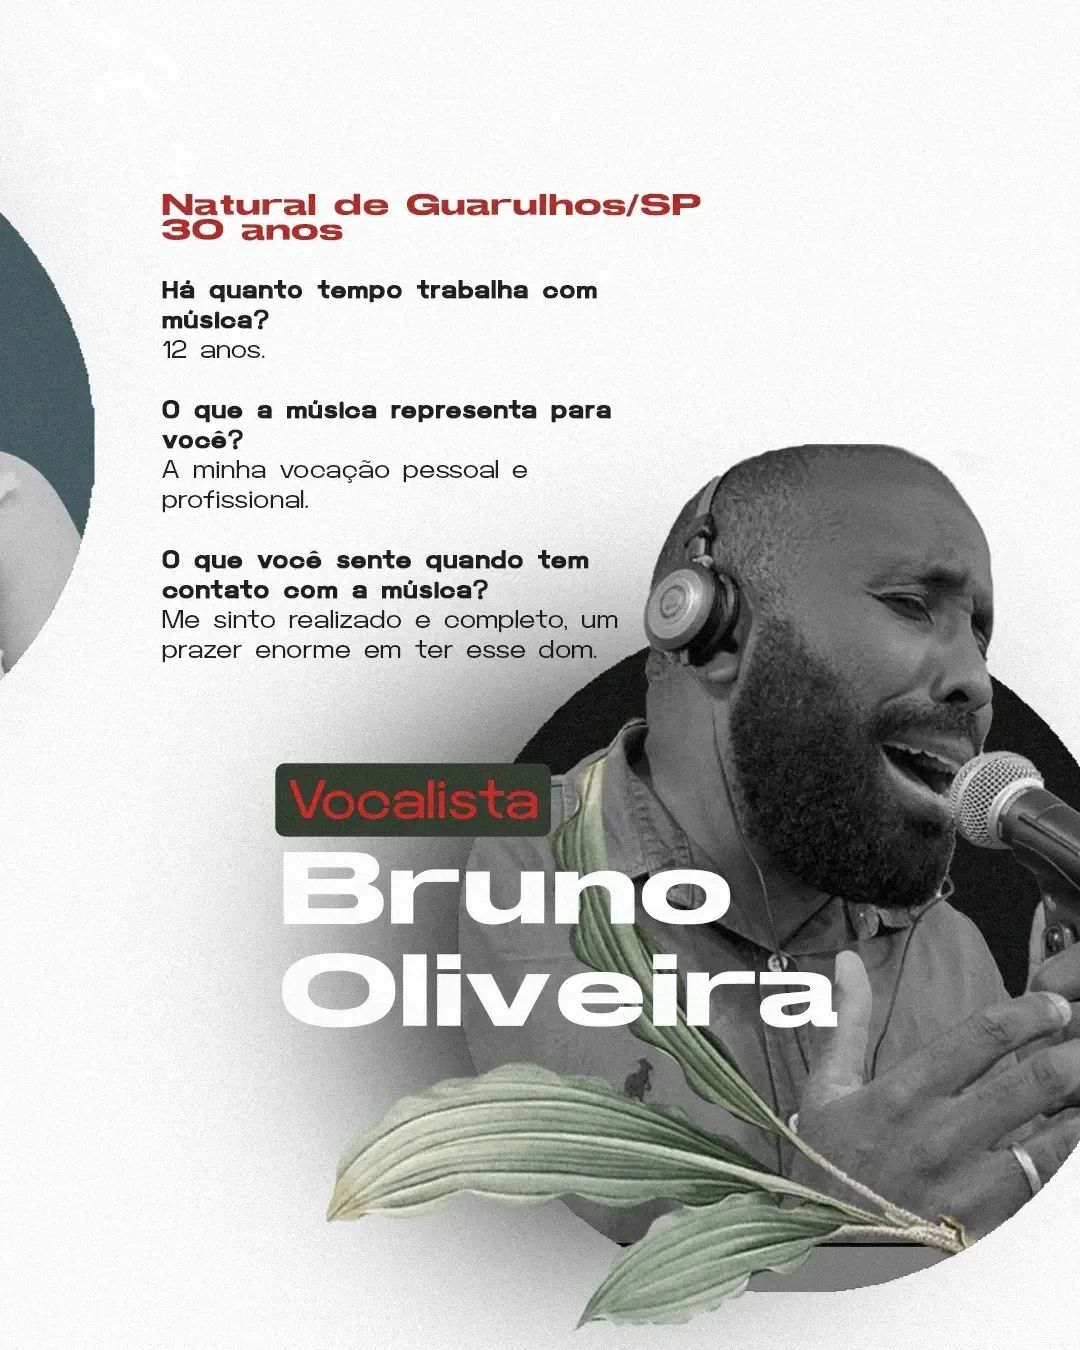 Natural de Guarulhos/SP
30 anos
Há quanto tempo trabalha com
música?
12 anos.
O que a música representa para
você?
A minha vocação pessoal e
profissional.
O que você sente quando tem
contato com a música?
Me sinto realizado e completo, um
prazer enorme em ter esse dom.
Vocalista
Bruno
Oliveira